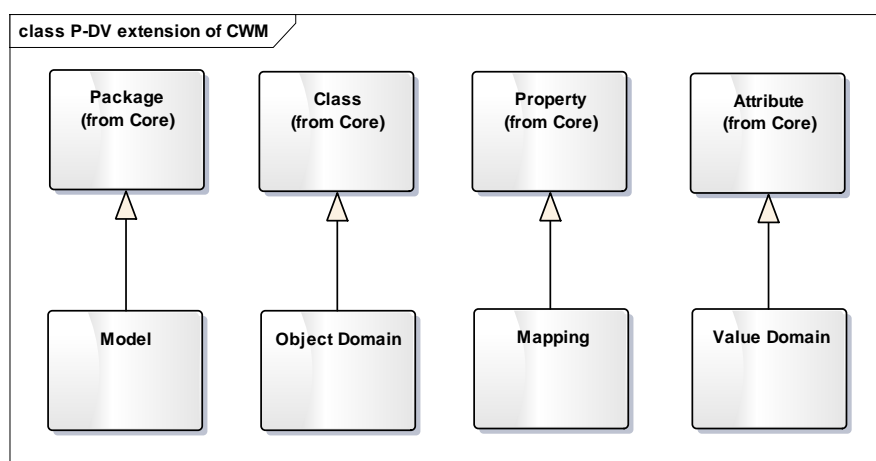 class P-DV extension of CWM
Package
(from Core)
Class
(from Core)
Property
(from Core)
Attribute
(from Core)
Model
Object Domain
Mapping
Value Domain